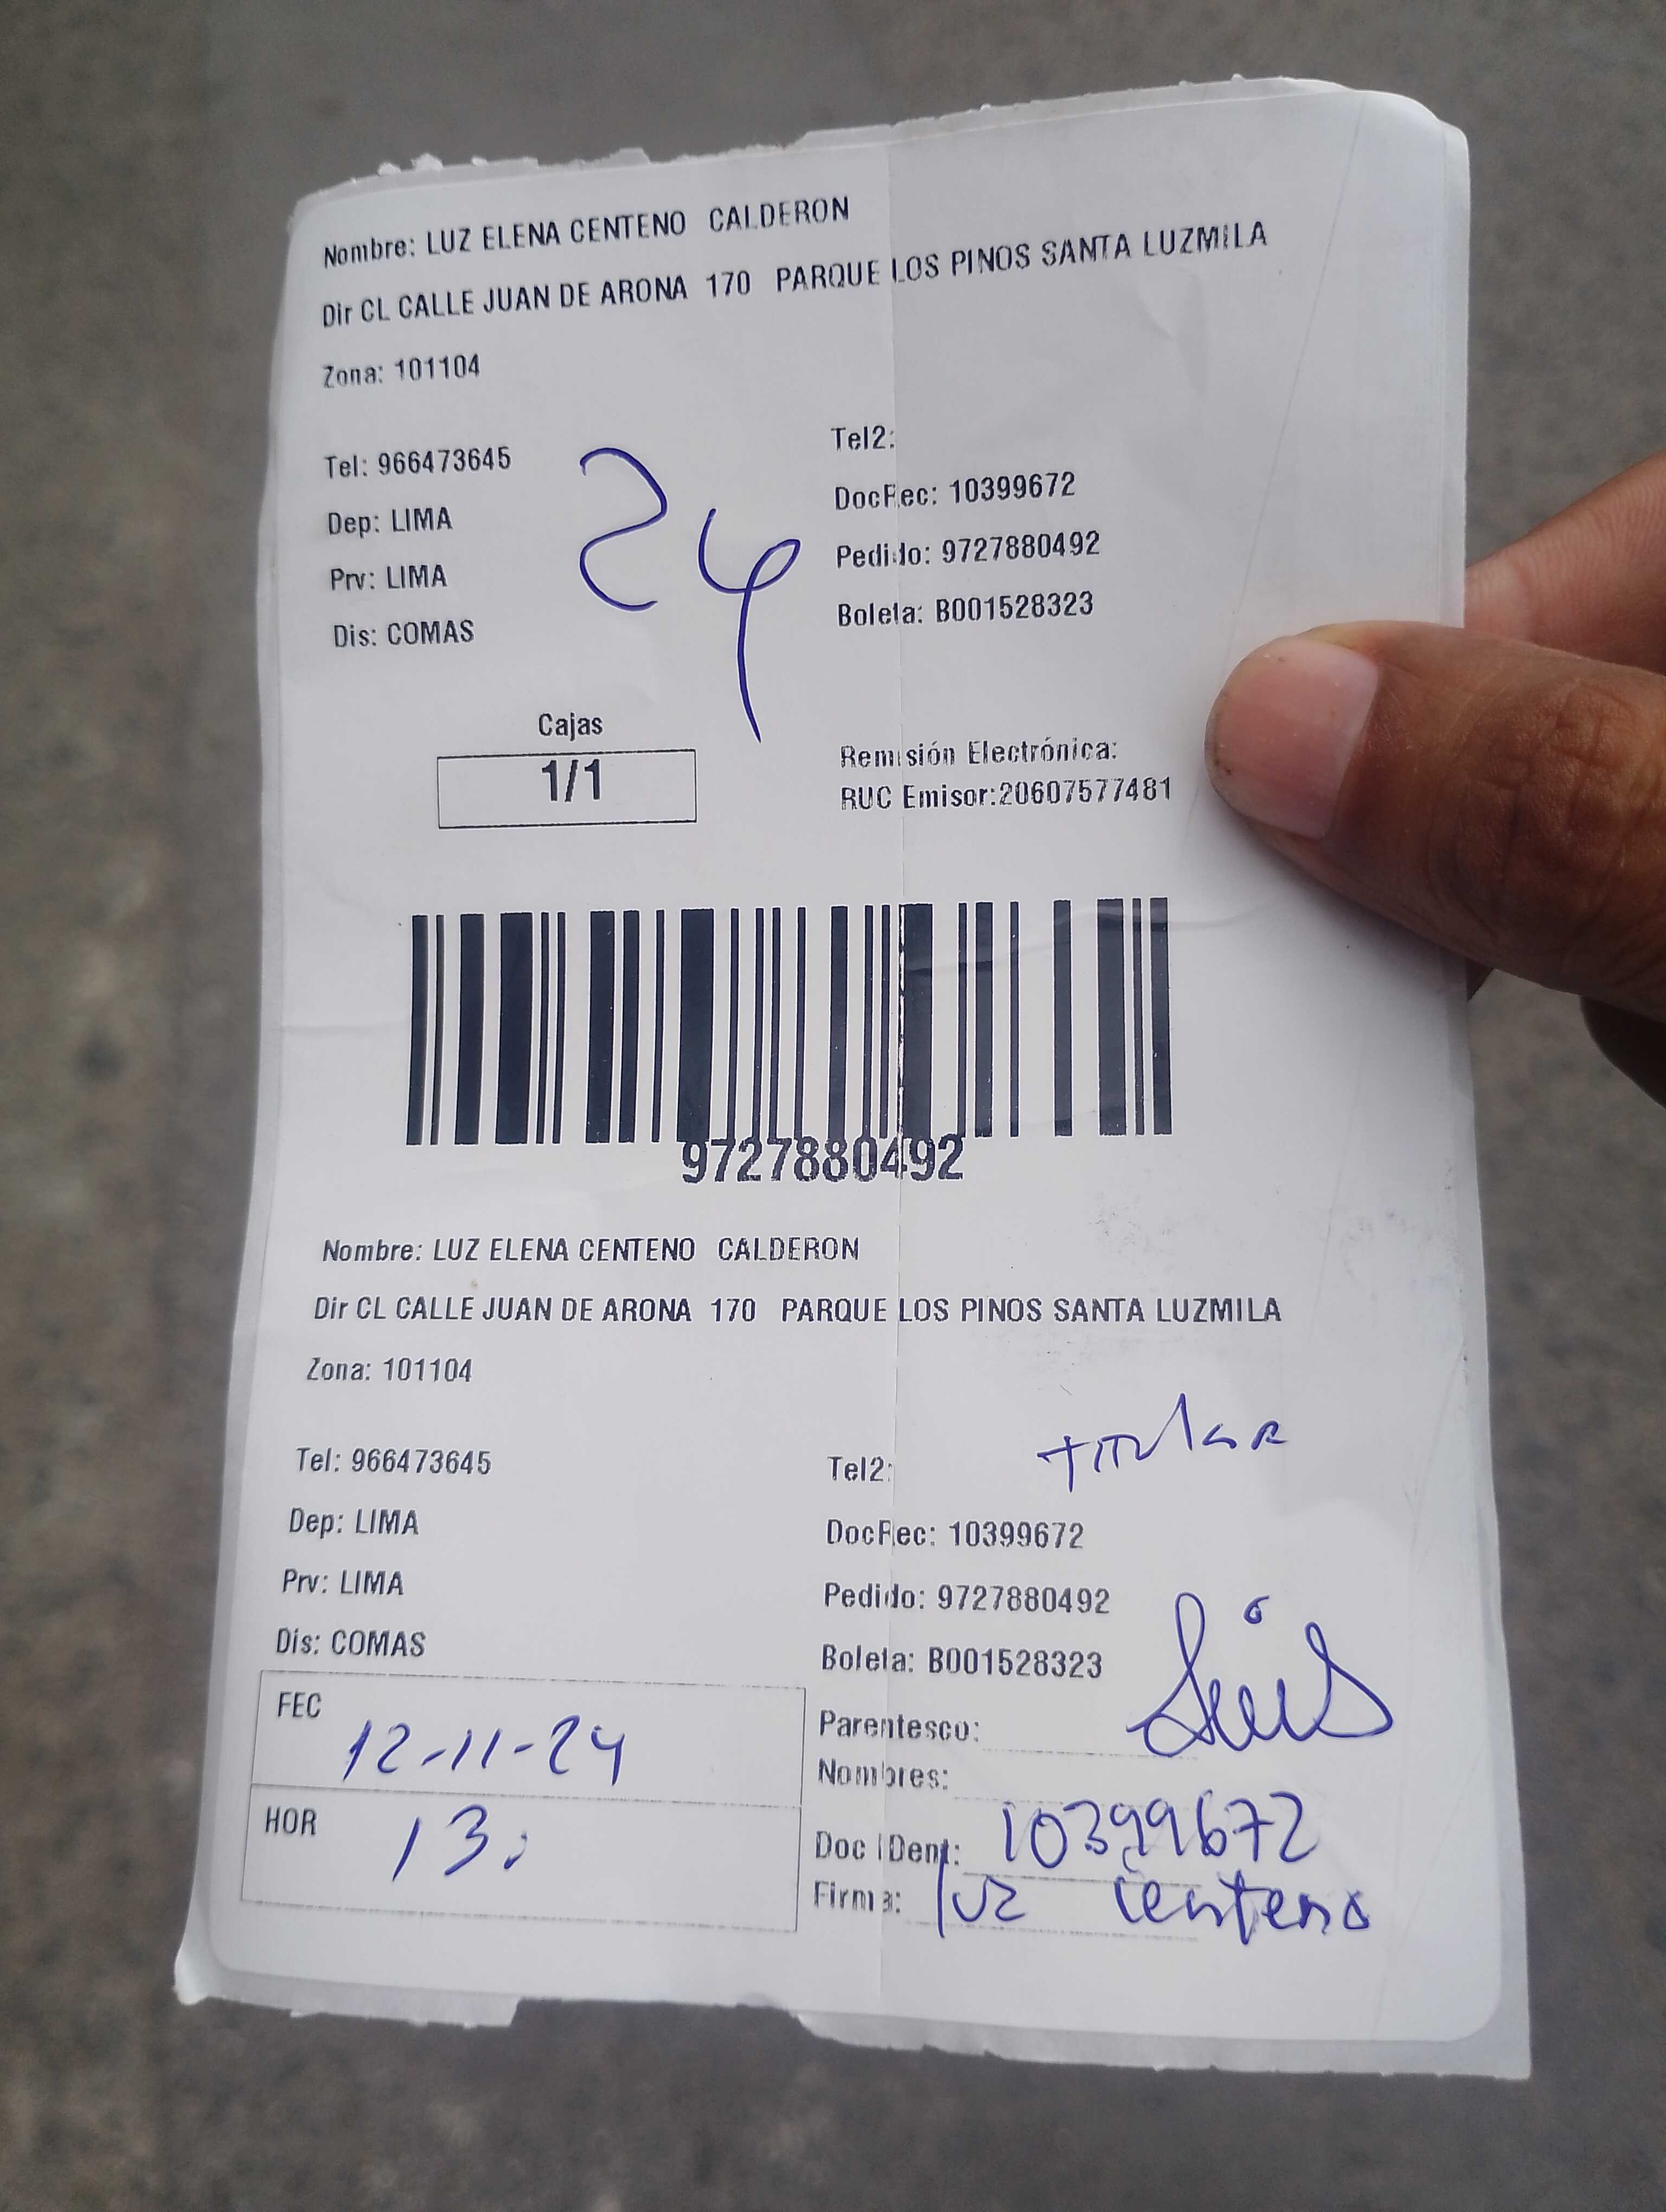 Nombre: LUZ ELENA CENTENO CALDERON
Dir CL CALLE JUAN DE ARONA 170 PARQUE LOS PINOS SANTA LUZMILA
Zona: 101104
Tel: 966473645
Tel2:
Dep: LIMA
DocRec: 10399672
Prv: LIMA
Pedido: 9727880492
Dis: COMAS
Boleta: B001528323
24
Cajas
1/1
Remisión Electrónica:
RUC Emisor:20607577481
9727880492
Nombre: LUZ ELENA CENTENO CALDERON
Dir CL CALLE JUAN DE ARONA 170 PARQUE LOS PINOS SANTA LUZMILA
Zona: 101104
titular
Tel: 966473645
Tel2:
Dep: LIMA
DocRec: 10399672
Prv: LIMA
Pedido: 9727880492
Dis: COMAS
Boleta: B001528323
FEC 12-11-24
Parentesco:
Nombres:
HOR 13:
Doc IDent: 10399672
Firma: luz centeno